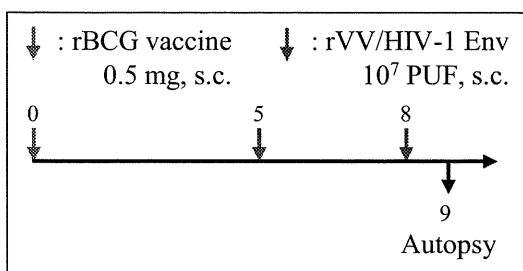 : rBCG vaccine : rVV/HIV-1 Env
0.5 mg, s.c. 10⁷ PUF, s.c.
0 5 8
9
Autopsy